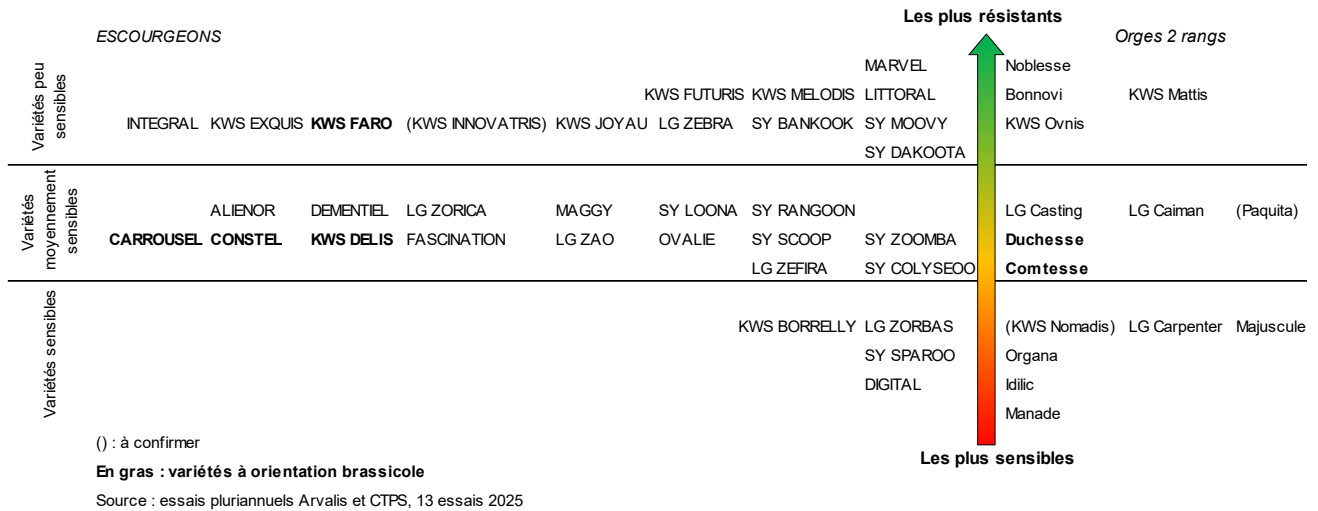 Les plus résistants
ESCOURGEONS
Orges 2 rangs
Variétés peu
sensibles
MARVEL Noblesse
KWS FUTURIS KWS MELODIS LITTORAL Bonnovi KWS Mattis
INTEGRAL KWS EXQUIS KWS FARO (KWS INNOVATRIS) KWS JOYAU LG ZEBRA SY BANKOOK SY MOOVY KWS Ovnis
SY DAKOOTA
Variétés
moyennement
sensibles
ALIENOR DEMENTIEL LG ZORICA MAGGY SY LOONA SY RANGOON LG Casting LG Caiman (Paquita)
CARROUSEL CONSTEL KWS DELIS FASCINATION LG ZAO OVALIE SY SCOOP SY ZOOMBA Duchesse
LG ZEFIRA SY COLYSEOO Comtesse
Variétés sensibles
KWS BORRELLY LG ZORBAS (KWS Nomadis) LG Carpenter Majuscule
SY SPAROO Organa
DIGITAL Idilic
Manade
() : à confirmer
Les plus sensibles
En gras : variétés à orientation brassicole
Source : essais pluriannuels Arvalis et CTPS, 13 essais 2025